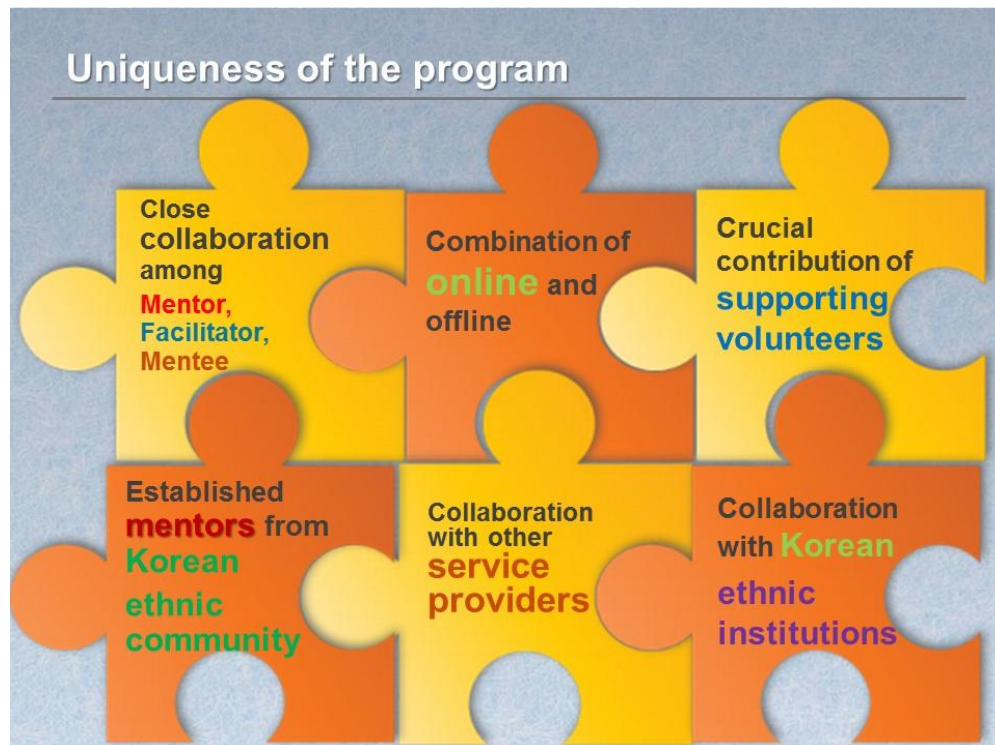 Uniqueness of the program
Close
collaboration
among
Mentor,
Facilitator,
Mentee
Combination of
online and
offline
Crucial
contribution of
supporting
volunteers
Established
mentors from
Korean
ethnic
community
Collaboration
with other
service
providers
Collaboration
with Korean
ethnic
institutions